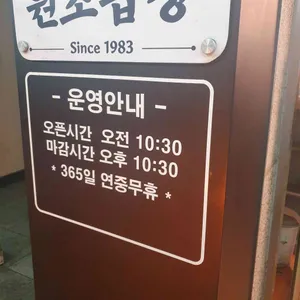 Since 1983
- 운영안내 -
오픈시간 오전 10:30
마감시간 오후 10:30
* 365일 연중무휴 *